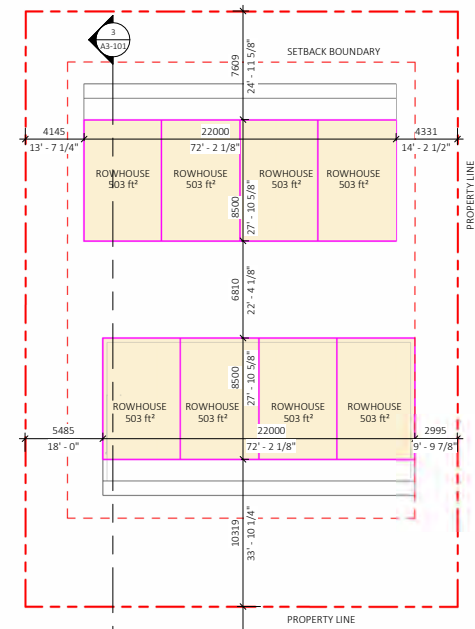 3
A3-101
7609
24' - 11 5/8"
SETBACK BOUNDARY
4145
13' - 7 1/4"
22000
72' - 2 1/8"
4331
14' - 2 1/2"
PROPERTY LINE
ROWHOUSE
503 ft²
ROWHOUSE
503 ft²
ROWHOUSE
503 ft²
ROWHOUSE
503 ft²
8500
27' - 10 5/8"
6810
22' - 4 1/8"
8500
27' - 10 5/8"
ROWHOUSE
503 ft²
ROWHOUSE
503 ft²
ROWHOUSE
503 ft²
ROWHOUSE
503 ft²
5485
18' - 0"
22000
72' - 2 1/8"
2995
9' - 9 7/8"
10319
33' - 10 1/4"
PROPERTY LINE